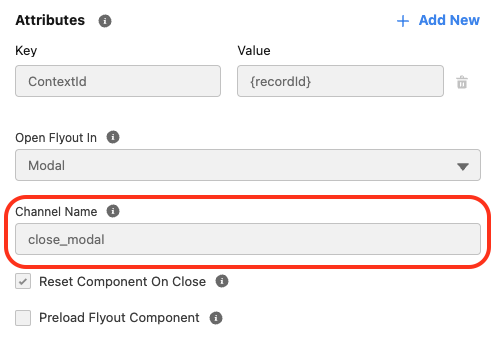 Attributes
+ Add New
Key Value
ContextId {recordId}
Open Flyout In
Modal
Channel Name
close_modal
Reset Component On Close
Preload Flyout Component